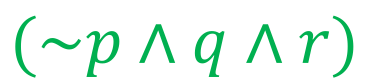 (~p ∧ q ∧ r)